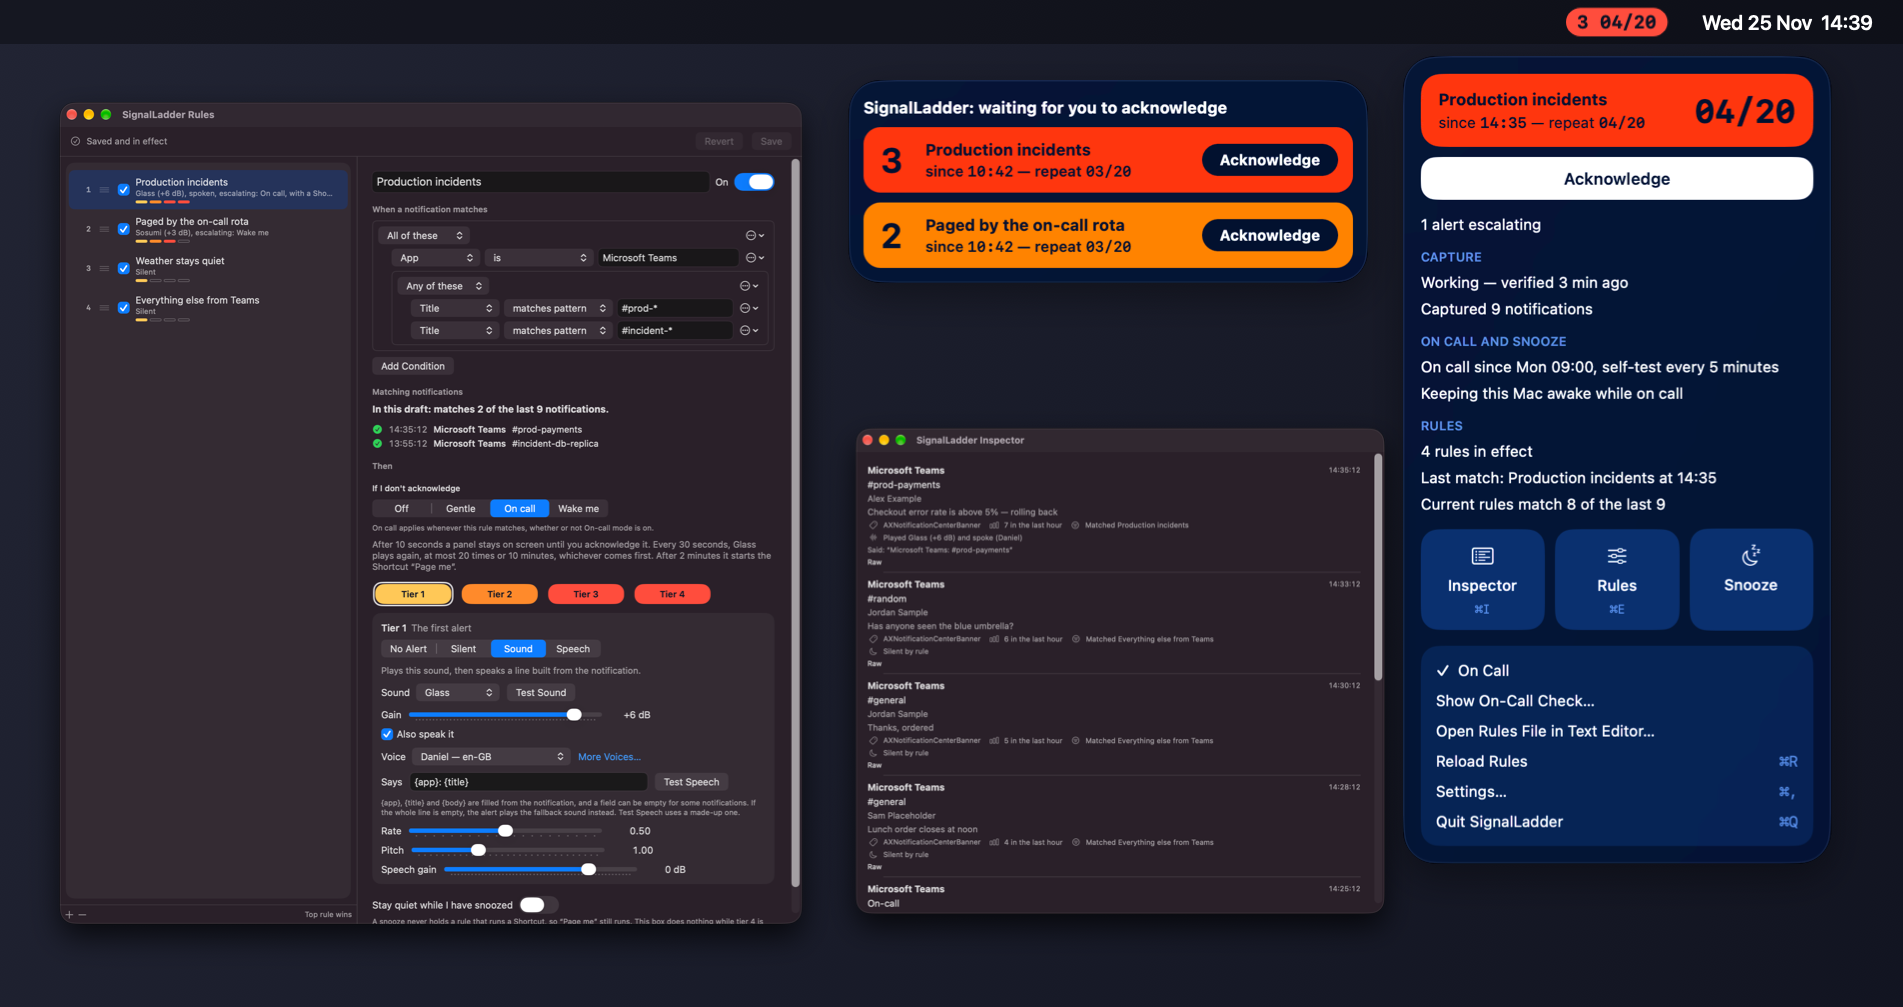 3 04/20
Wed 25 Nov 14:39
SignalLadder Rules
Saved and in effect
Revert
Save
1
Production incidents
Glass (+6 dB), spoken, escalating: On call, with a Sho...
2
Paged by the on-call rota
Sosumi (+3 dB), escalating: Wake me
3
Weather stays quiet
Silent
4
Everything else from Teams
Silent
Top rule wins
Production incidents
On
When a notification matches
All of these
App is Microsoft Teams
Any of these
Title matches pattern #prod-*
Title matches pattern #incident-*
Add Condition
Matching notifications
In this draft: matches 2 of the last 9 notifications.
14:35:12 Microsoft Teams #prod-payments
13:55:12 Microsoft Teams #incident-db-replica
Then
If I don't acknowledge
Off Gentle On call Wake me
On call applies whenever this rule matches, whether or not On-call mode is on.
After 10 seconds a panel stays on screen until you acknowledge it. Every 30 seconds, Glass
plays again, at most 20 times or 10 minutes, whichever comes first. After 2 minutes it starts the
Shortcut “Page me”.
Tier 1 Tier 2 Tier 3 Tier 4
Tier 1 The first alert
No Alert Silent Sound Speech
Plays this sound, then speaks a line built from the notification.
Sound Glass Test Sound
Gain +6 dB
Also speak it
Voice Daniel — en-GB More Voices...
Says {app}: {title} Test Speech
{app}, {title} and {body} are filled from the notification, and a field can be empty for some notifications. If
the whole line is empty, the alert plays the fallback sound instead. Test Speech uses a made-up one.
Rate 0.50
Pitch 1.00
Speech gain 0 dB
Stay quiet while I have snoozed
A snooze never holds a rule that runs a Shortcut, so “Page me” still runs. This box does nothing while tier 4 is
SignalLadder: waiting for you to acknowledge
3
Production incidents
since 10:42 — repeat 03/20
Acknowledge
2
Paged by the on-call rota
since 10:42 — repeat 03/20
Acknowledge
SignalLadder Inspector
Microsoft Teams 14:35:12
#prod-payments
Alex Example
Checkout error rate is above 5% — rolling back
AXNotificationCenterBanner 7 in the last hour Matched Production incidents
Played Glass (+6 dB) and spoke (Daniel)
Said: "Microsoft Teams: #prod-payments"
Raw
Microsoft Teams 14:33:12
#random
Jordan Sample
Has anyone seen the blue umbrella?
AXNotificationCenterBanner 6 in the last hour Matched Everything else from Teams
Silent by rule
Raw
Microsoft Teams 14:30:12
#general
Jordan Sample
Thanks, ordered
AXNotificationCenterBanner 5 in the last hour Matched Everything else from Teams
Silent by rule
Raw
Microsoft Teams 14:28:12
#general
Sam Placeholder
Lunch order closes at noon
AXNotificationCenterBanner 4 in the last hour Matched Everything else from Teams
Silent by rule
Raw
Microsoft Teams 14:25:12
On-call
Production incidents
since 14:35 — repeat 04/20
04/20
Acknowledge
1 alert escalating
CAPTURE
Working — verified 3 min ago
Captured 9 notifications
ON CALL AND SNOOZE
On call since Mon 09:00, self-test every 5 minutes
Keeping this Mac awake while on call
RULES
4 rules in effect
Last match: Production incidents at 14:35
Current rules match 8 of the last 9
Inspector
⌘I
Rules
⌘E
Snooze
✓ On Call
Show On-Call Check...
Open Rules File in Text Editor...
Reload Rules ⌘R
Settings... ⌘,
Quit SignalLadder ⌘Q